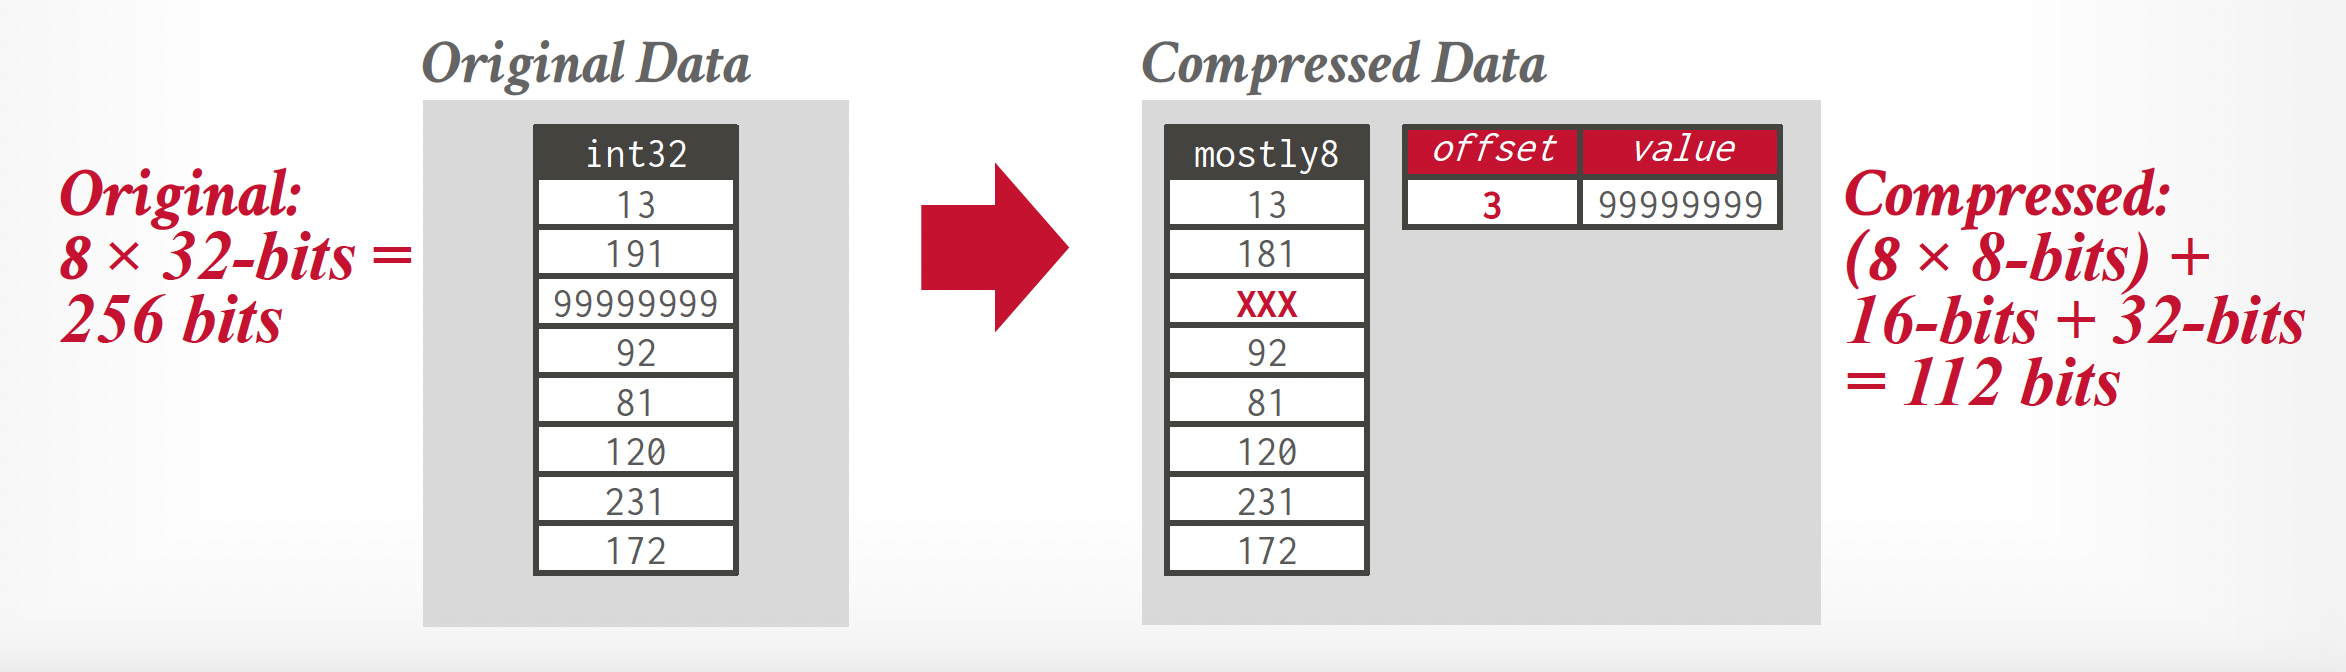 Original Data
Compressed Data
Original:
8 × 32-bits =
256 bits
int32
13
191
99999999
92
81
120
231
172
mostly8
13
181
XXX
92
81
120
231
172
offset value
3 99999999
Compressed:
(8 × 8-bits) +
16-bits + 32-bits
= 112 bits